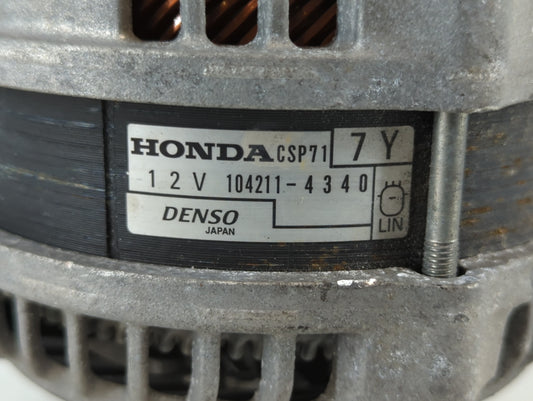 HONDA CSP71 7Y
12V 104211-4340
DENSO
JAPAN
LIN